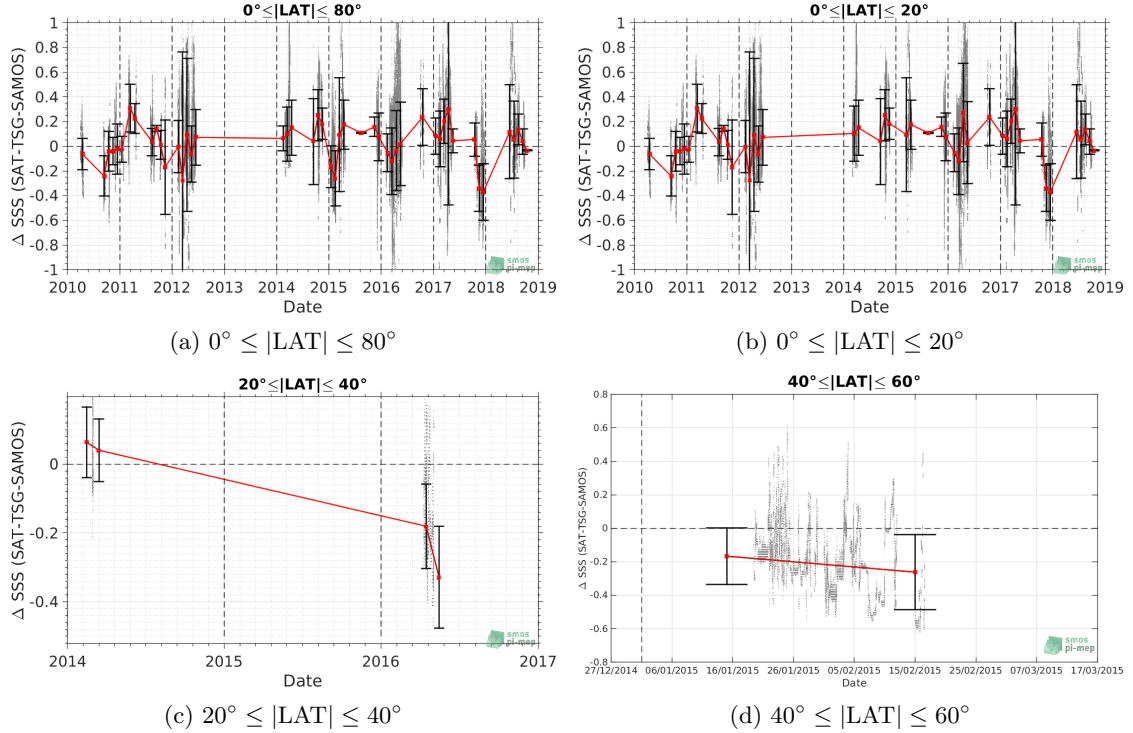 0°≤|LAT|≤ 80°
1
0.8
0.6
0.4
0.2
0
-0.2
-0.4
-0.6
-0.8
-1
Δ SSS (SAT-TSG-SAMOS)
2010 2011 2012 2013 2014 2015 2016 2017 2018 2019
Date
smos
pi-mep
(a) 0° ≤ |LAT| ≤ 80°
0°≤|LAT|≤ 20°
1
0.8
0.6
0.4
0.2
0
-0.2
-0.4
-0.6
-0.8
-1
Δ SSS (SAT-TSG-SAMOS)
2010 2011 2012 2013 2014 2015 2016 2017 2018 2019
Date
smos
pi-mep
(b) 0° ≤ |LAT| ≤ 20°
20°≤|LAT|≤ 40°
0
-0.2
-0.4
Δ SSS (SAT-TSG-SAMOS)
2014 2015 2016 2017
Date
smos
pi-mep
(c) 20° ≤ |LAT| ≤ 40°
40°≤|LAT|≤ 60°
0.8
0.6
0.4
0.2
0
-0.2
-0.4
-0.6
-0.8
Δ SSS (SAT-TSG-SAMOS)
27/12/2014 06/01/2015 16/01/2015 26/01/2015 05/02/2015 15/02/2015 25/02/2015 07/03/2015 17/03/2015
Date
smos
pi-mep
(d) 40° ≤ |LAT| ≤ 60°